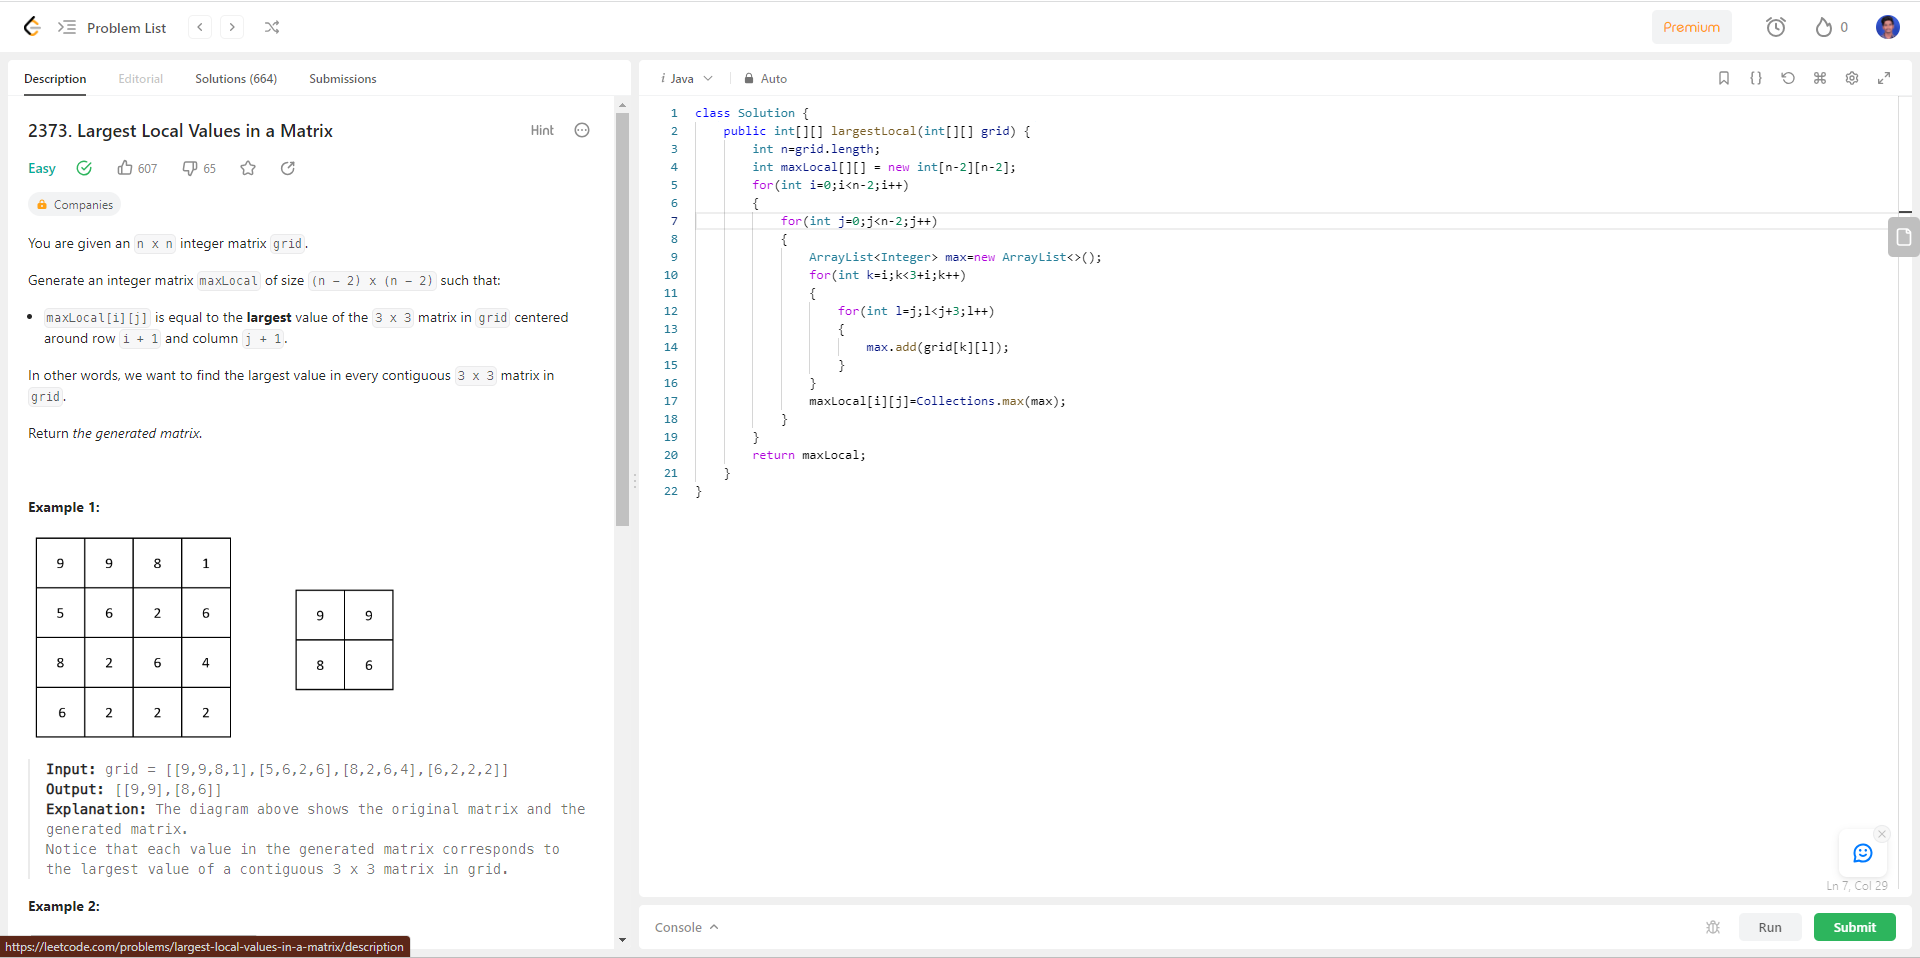 Problem List
Premium
0
Description Editorial Solutions (664) Submissions
2373. Largest Local Values in a Matrix Hint
Easy 607 65
Companies
You are given an n x n integer matrix grid.
Generate an integer matrix maxLocal of size (n - 2) x (n - 2) such that:
• maxLocal[i][j] is equal to the largest value of the 3 x 3 matrix in grid centered
around row i + 1 and column j + 1.
In other words, we want to find the largest value in every contiguous 3 x 3 matrix in
grid.
Return the generated matrix.
Example 1:
9 9 8 1
5 6 2 6
8 2 6 4
6 2 2 2
9 9
8 6
Input: grid = [[9,9,8,1],[5,6,2,6],[8,2,6,4],[6,2,2,2]]
Output: [[9,9],[8,6]]
Explanation: The diagram above shows the original matrix and the
generated matrix.
Notice that each value in the generated matrix corresponds to
the largest value of a contiguous 3 x 3 matrix in grid.
Example 2:
https://leetcode.com/problems/largest-local-values-in-a-matrix/description
i Java Auto
1 class Solution {
2 public int[][] largestLocal(int[][] grid) {
3 int n=grid.length;
4 int maxLocal[][] = new int[n-2][n-2];
5 for(int i=0;i<n-2;i++)
6 {
7 for(int j=0;j<n-2;j++)
8 {
9 ArrayList<Integer> max=new ArrayList<>();
10 for(int k=i;k<3+i;k++)
11 {
12 for(int l=j;l<j+3;l++)
13 {
14 max.add(grid[k][l]);
15 }
16 }
17 maxLocal[i][j]=Collections.max(max);
18 }
19 }
20 return maxLocal;
21 }
22 }
Ln 7, Col 29
Console Run Submit